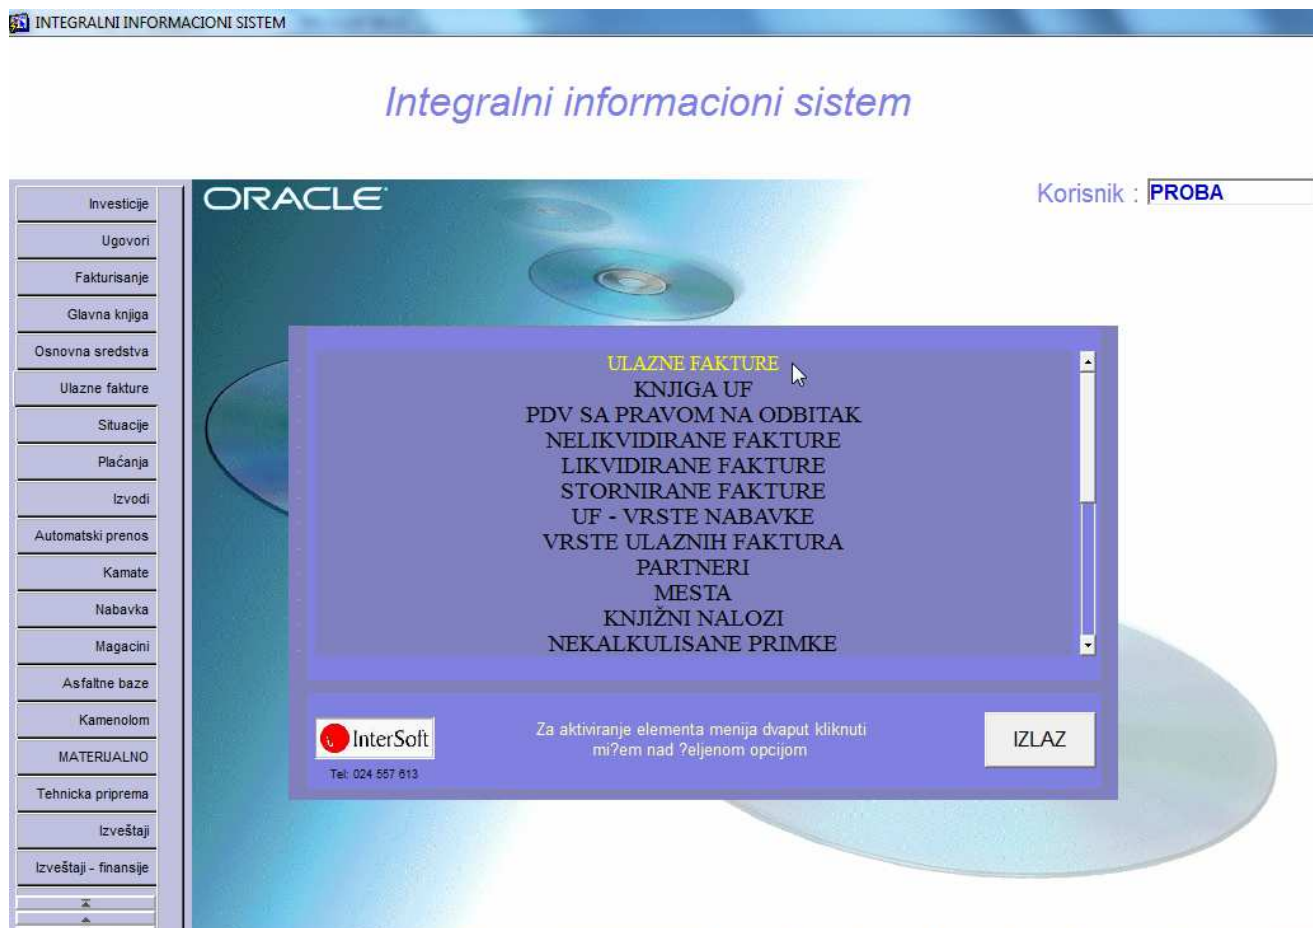 INTEGRALNI INFORMACIONI SISTEM
Integralni informacioni sistem
ORACLE
Korisnik : PROBA
Investicije
Ugovori
Fakturisanje
Glavna knjiga
Osnovna sredstva
Ulazne fakture
Situacije
Plaćanja
Izvodi
Automatski prenos
Kamate
Nabavka
Magacini
Asfaltne baze
Kamenolom
MATERIJALNO
Tehnicka priprema
Izveštaji
Izveštaji - finansije
ULAZNE FAKTURE
KNJIGA UF
PDV SA PRAVOM NA ODBITAK
NELIKVIDIRANE FAKTURE
LIKVIDIRANE FAKTURE
STORNIRANE FAKTURE
UF - VRSTE NABAVKE
VRSTE ULAZNIH FAKTURA
PARTNERI
MESTA
KNJIŽNI NALOZI
NEKALKULISANE PRIMKE
InterSoft
Tel: 024 557 613
Za aktiviranje elementa menija dvaput kliknuti
mi?em nad ?eljenom opcijom
IZLAZ